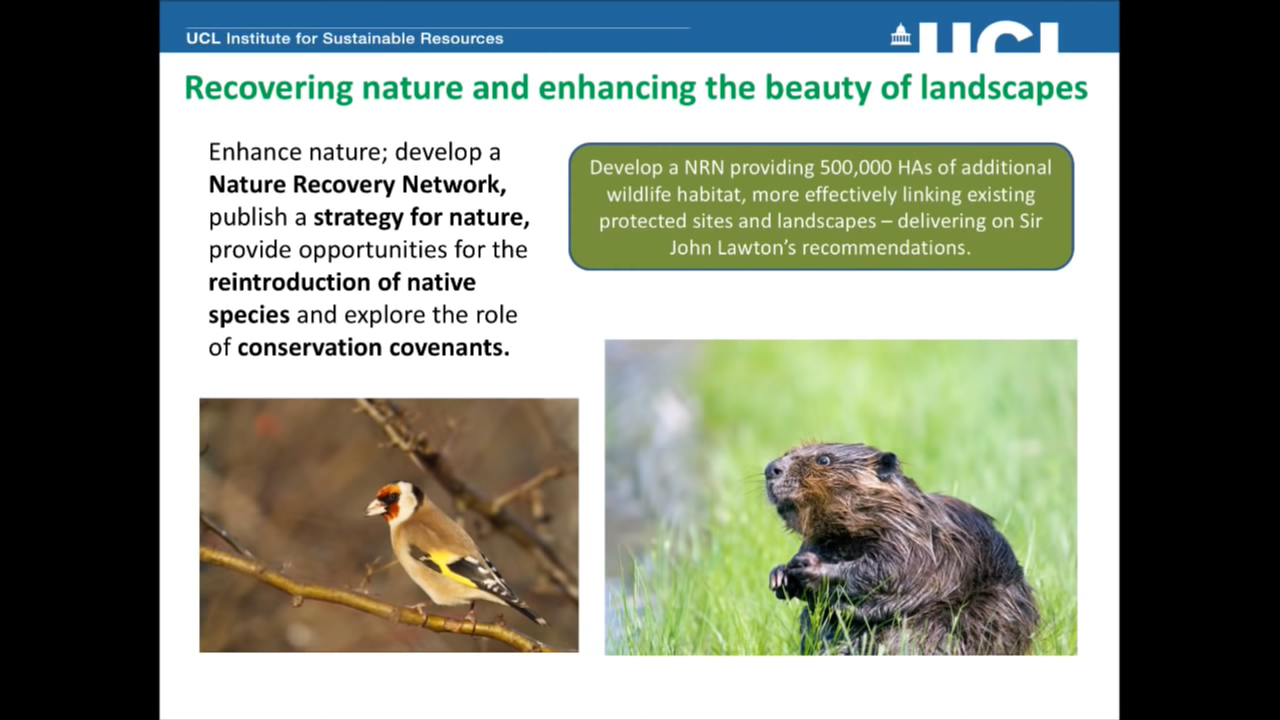 UCL Institute for Sustainable Resources
UCL
Recovering nature and enhancing the beauty of landscapes
Enhance nature; develop a
Nature Recovery Network,
publish a strategy for nature,
provide opportunities for the
reintroduction of native
species and explore the role
of conservation covenants.
Develop a NRN providing 500,000 HAs of additional
wildlife habitat, more effectively linking existing
protected sites and landscapes – delivering on Sir
John Lawton’s recommendations.